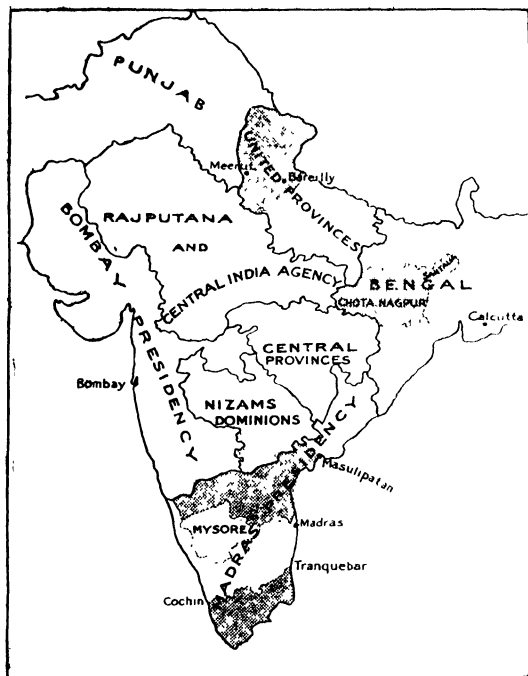 PUNJAB
UNITED PROVINCES
Meerut
Bareilly
BOMBAY PRESIDENCY
RAJPUTANA
AND
CENTRAL INDIA AGENCY
BENGAL
SANTALIA
CHOTA NAGPUR
Calcutta
CENTRAL
PROVINCES
Bombay
NIZAMS
DOMINIONS
MADRAS PRESIDENCY
Masulipatan
MYSORE
Madras
Tranquebar
Cochin